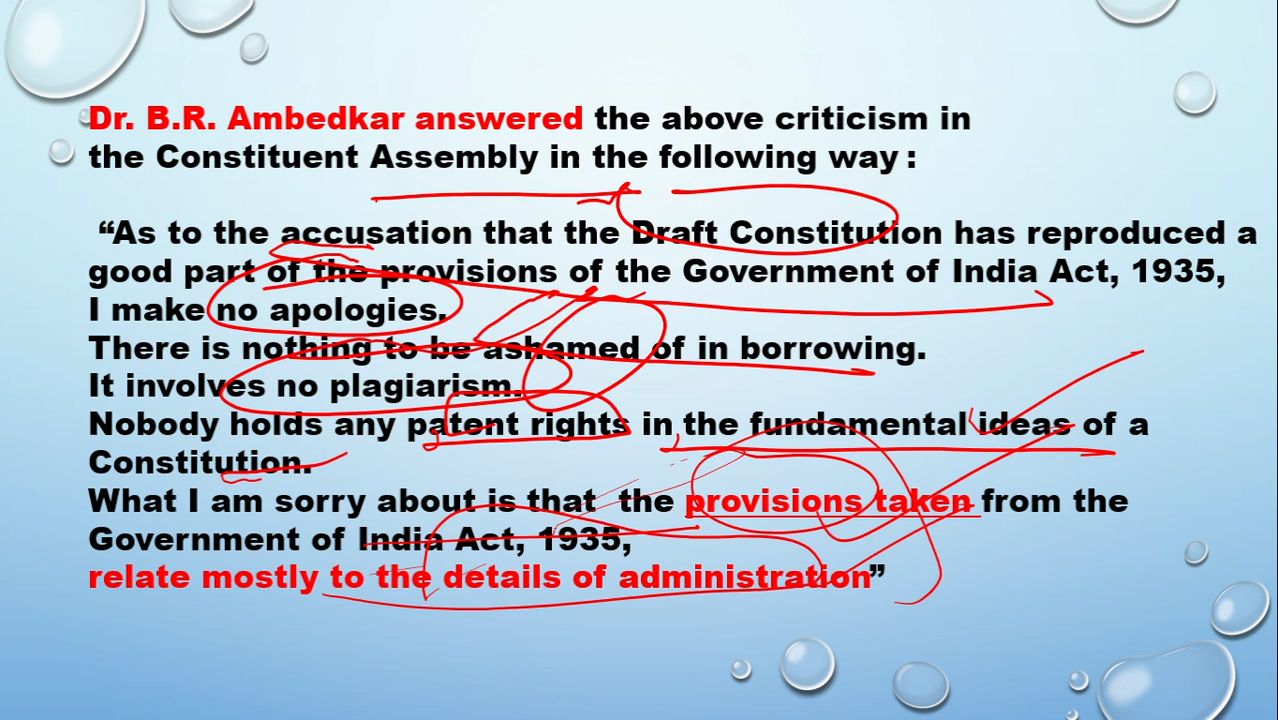 Dr. B.R. Ambedkar answered the above criticism in
the Constituent Assembly in the following way :
“As to the accusation that the Draft Constitution has reproduced a
good part of the provisions of the Government of India Act, 1935,
I make no apologies.
There is nothing to be ashamed of in borrowing.
It involves no plagiarism.
Nobody holds any patent rights in the fundamental ideas of a
Constitution.
What I am sorry about is that the provisions taken from the
Government of India Act, 1935,
relate mostly to the details of administration”